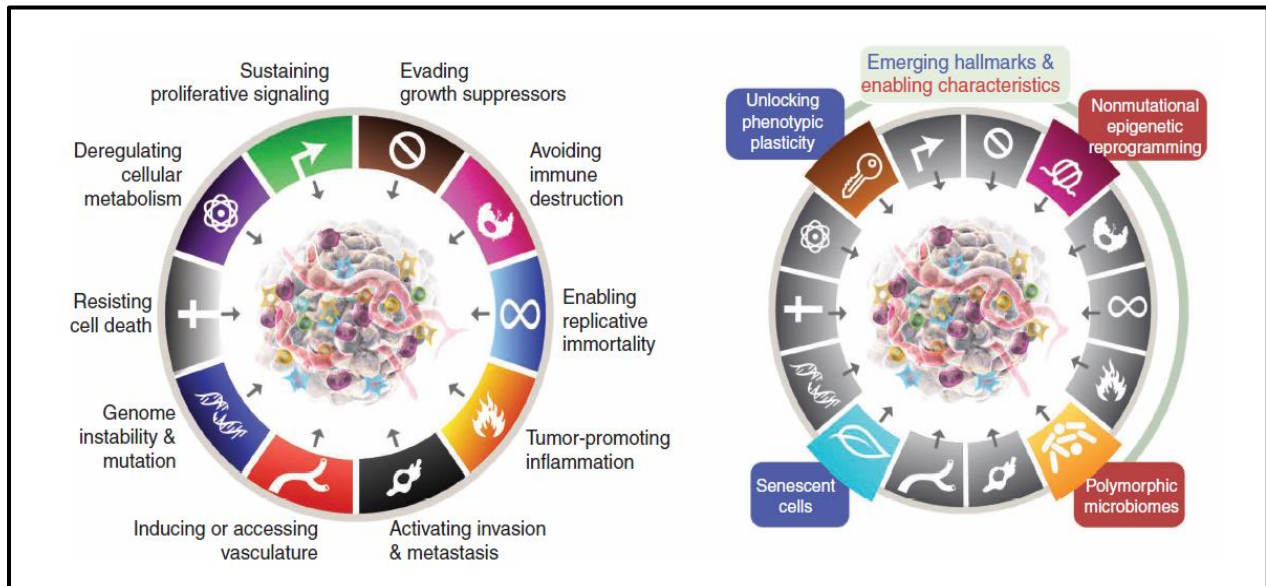 Sustaining
proliferative signaling
Evading
growth suppressors
Deregulating
cellular
metabolism
Avoiding
immune
destruction
Resisting
cell death
Enabling
replicative
immortality
Genome
instability &
mutation
Tumor-promoting
inflammation
Inducing or accessing
vasculature
Activating invasion
& metastasis
Emerging hallmarks &
enabling characteristics
Unlocking
phenotypic
plasticity
Nonmutational
epigenetic
reprogramming
Senescent
cells
Polymorphic
microbiomes